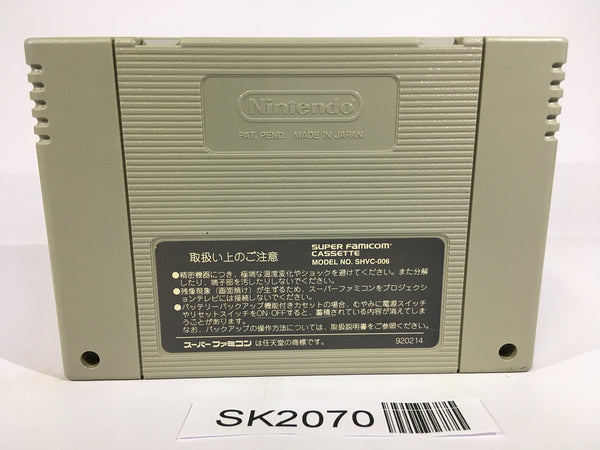 Nintendo
PAT. PEND. MADE IN JAPAN
取扱い上のご注意
SUPER FAMICOM
CASSETTE
MODEL NO. SHVC-006
●精密機器につき、極端な温度変化やショックを避けてください。また分解
したり、端子部を汚したりしないでください。
●残像現象（画面焼け）が生ずるため、スーパーファミコンをプロジェクショ
ンテレビには接続しないでください。
●バッテリーバックアップ機能付きカセットの場合、むやみに電源スイッチ
やリセットスイッチをON・OFFすると、蓄積されている内容が消えてしま
うことがあります。
なお、バックアップの操作方法については、取扱説明書をご参照ください。
スーパーファミコンは任天堂の商標です。
920214
SK2070